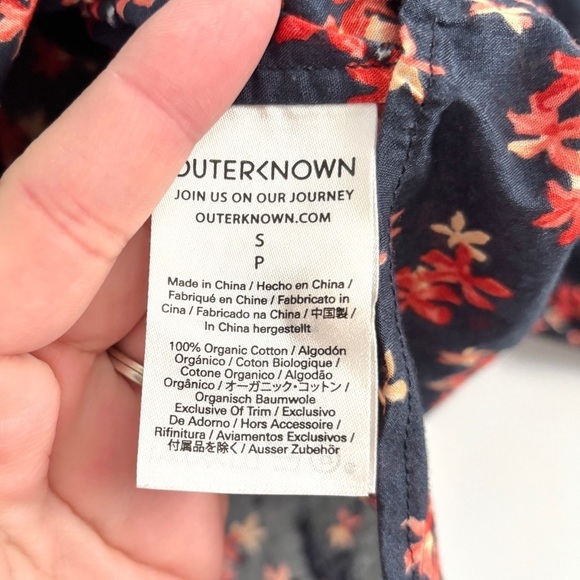 OUTERKNOWN
JOIN US ON OUR JOURNEY
OUTERKNOWN.COM
S
P
Made in China / Hecho en China /
Fabriqué en Chine / Fabbricato in
Cina / Fabricado na China / 中国製 /
In China hergestellt
100% Organic Cotton / Algodón
Orgánico / Coton Biologique /
Cotone Organico / Algodão
Orgânico / オーガニック・コットン /
Organisch Baumwole
Exclusive Of Trim / Exclusivo
De Adorno / Hors Accessoire /
Rifinitura / Aviamentos Exclusivos /
付属品を除く / Ausser Zubehör